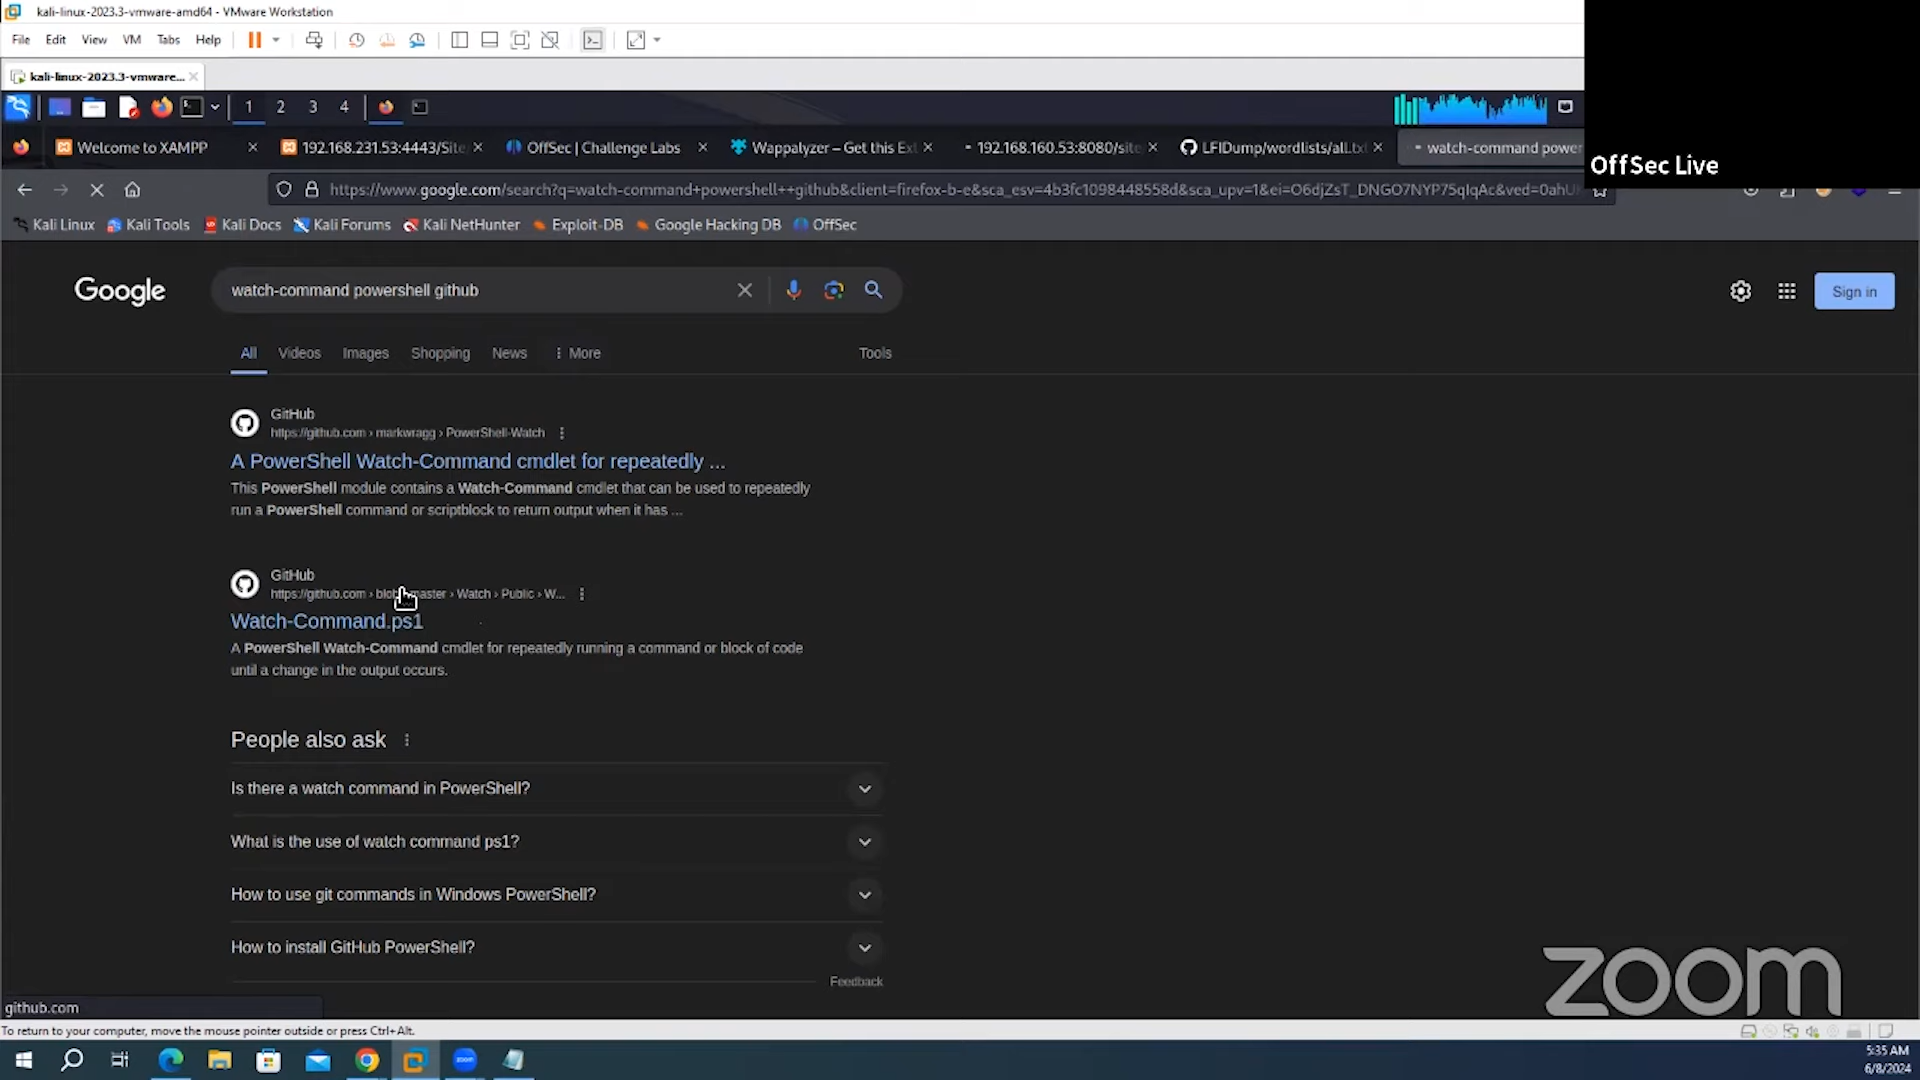 kali-linux-2023.3-vmware-amd64 - VMware Workstation
File Edit View VM Tabs Help
kali-linux-2023.3-vmware...
1 2 3 4
Welcome to XAMPP
192.168.231.53:4443/Site
OffSec | Challenge Labs
Wappalyzer – Get this Ext
192.168.160.53:8080/site
LFIDump/wordlists/all.txt
watch-command power
OffSec Live
https://www.google.com/search?q=watch-command+powershell++github&client=firefox-b-e&sca_esv=4b3fc1098448558d&sca_upv=1&ei=O6djZsT_DNGO7NYP75qIqAc&ved=0ahU
Kali Linux Kali Tools Kali Docs Kali Forums Kali NetHunter Exploit-DB Google Hacking DB OffSec
Google
watch-command powershell github
Sign in
All Videos Images Shopping News More Tools
GitHub
https://github.com › markwragg › PowerShell-Watch
A PowerShell Watch-Command cmdlet for repeatedly ...
This PowerShell module contains a Watch-Command cmdlet that can be used to repeatedly
run a PowerShell command or scriptblock to return output when it has ...
GitHub
https://github.com › blob › master › Watch › Public › W...
Watch-Command.ps1
A PowerShell Watch-Command cmdlet for repeatedly running a command or block of code
until a change in the output occurs.
People also ask
Is there a watch command in PowerShell?
What is the use of watch command ps1?
How to use git commands in Windows PowerShell?
How to install GitHub PowerShell?
Feedback
zoom
github.com
To return to your computer, move the mouse pointer outside or press Ctrl+Alt.
zoom
5:35 AM
6/8/2024